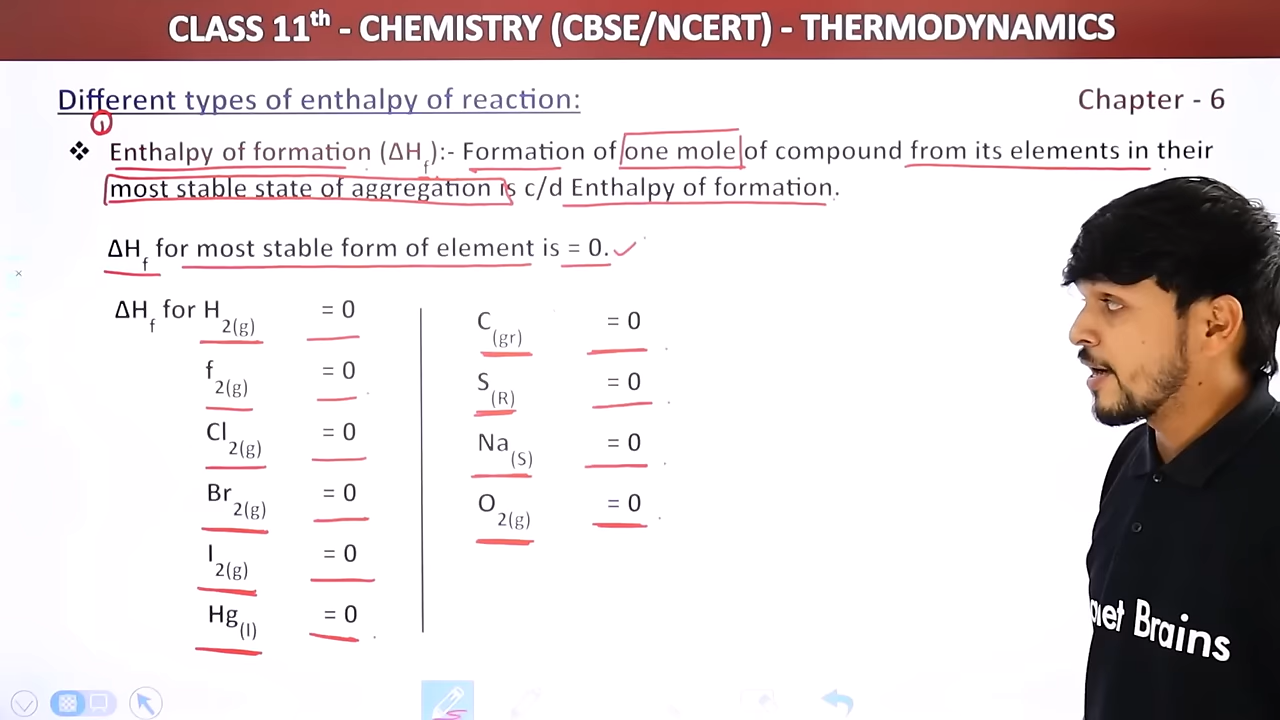 CLASS 11th - CHEMISTRY (CBSE/NCERT) - THERMODYNAMICS
Different types of enthalpy of reaction:
Chapter - 6
1
❖ Enthalpy of formation (ΔHf):- Formation of one mole of compound from its elements in their
most stable state of aggregation is c/d Enthalpy of formation.
ΔHf for most stable form of element is = 0. ✓
ΔHf for H2(g) = 0
f2(g) = 0
Cl2(g) = 0
Br2(g) = 0
I2(g) = 0
Hg(l) = 0
C(gr) = 0
S(R) = 0
Na(S) = 0
O2(g) = 0
Brains